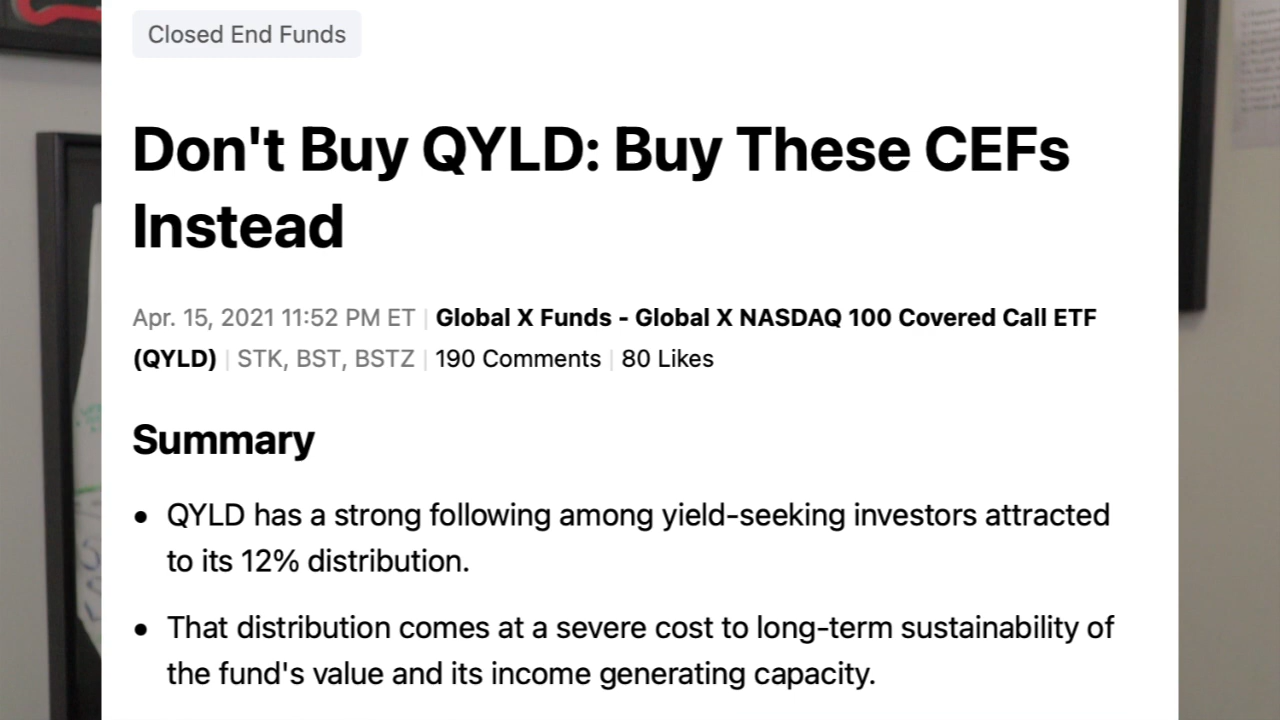 Closed End Funds
Don't Buy QYLD: Buy These CEFs
Instead
Apr. 15, 2021 11:52 PM ET | Global X Funds - Global X NASDAQ 100 Covered Call ETF
(QYLD) | STK, BST, BSTZ | 190 Comments | 80 Likes
Summary
• QYLD has a strong following among yield-seeking investors attracted
to its 12% distribution.
• That distribution comes at a severe cost to long-term sustainability of
the fund's value and its income generating capacity.